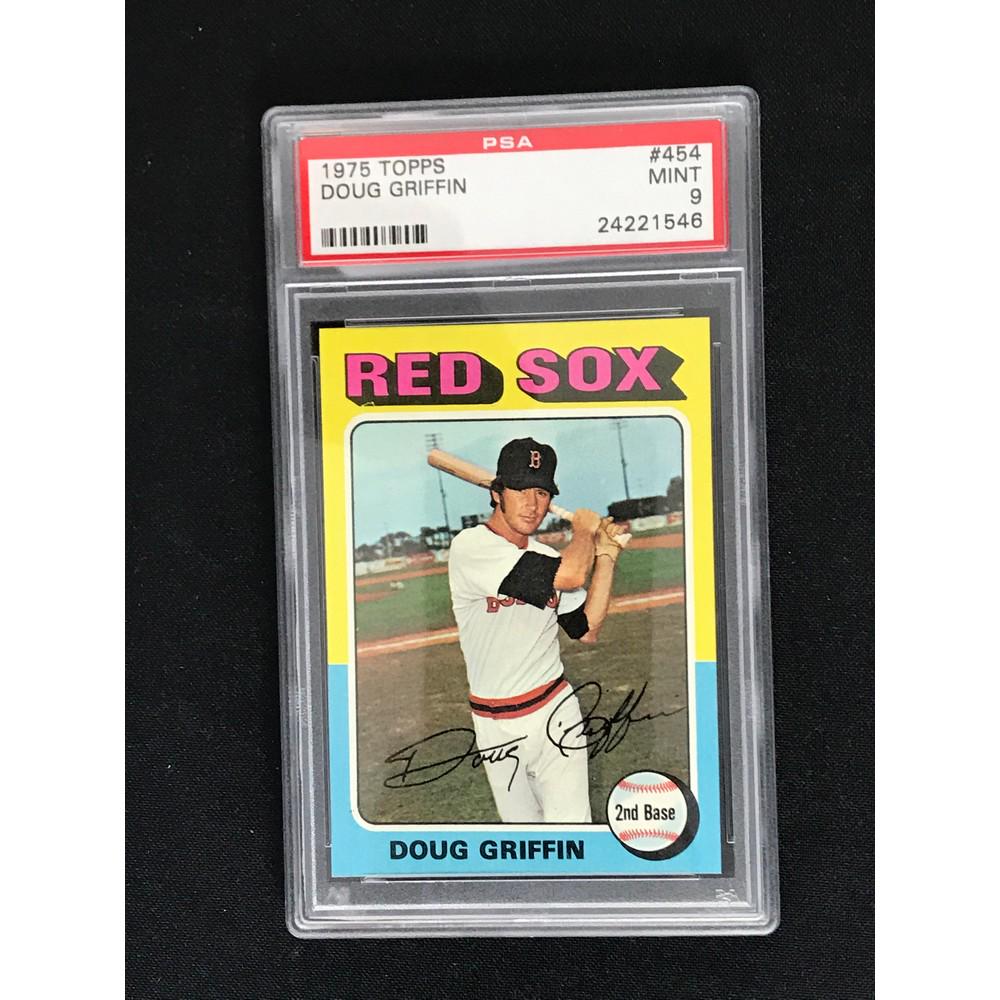 PSA
1975 TOPPS #454
DOUG GRIFFIN MINT
9
24221546
RED SOX
B
Doug Griffin
2nd Base
DOUG GRIFFIN